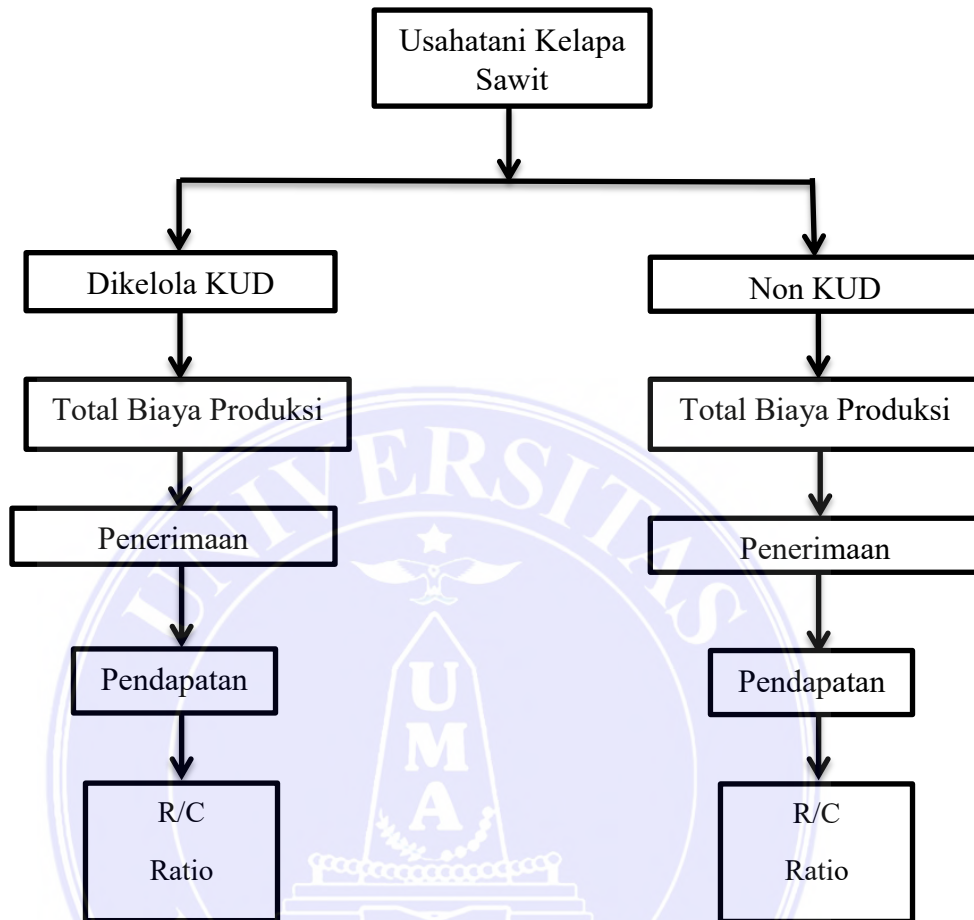 Usahatani Kelapa
Sawit
Dikelola KUD
Non KUD
Total Biaya Produksi
Total Biaya Produksi
Penerimaan
Penerimaan
Pendapatan
Pendapatan
R/C
Ratio
R/C
Ratio
UNIVERSITAS
U
M
A